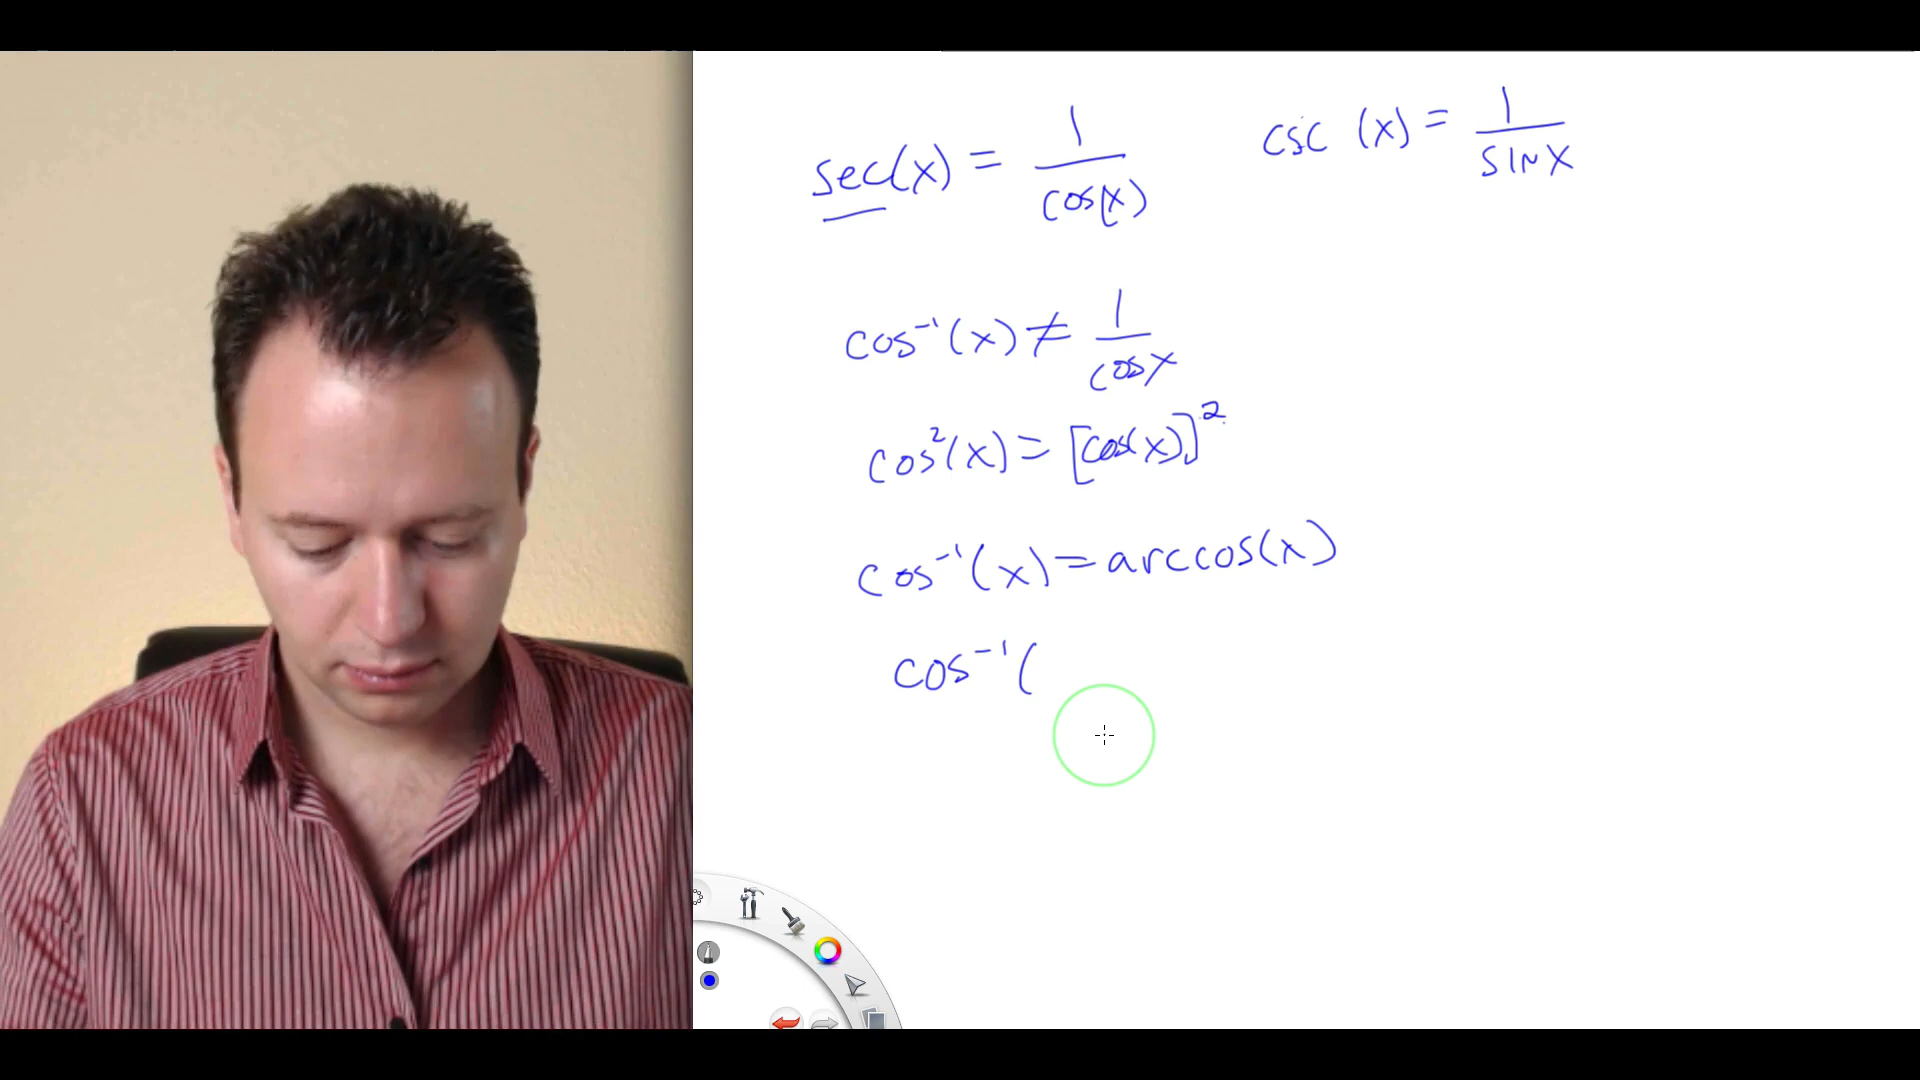 sec(x) = 1/cos(x)
csc (x) = 1/sin x
cos⁻¹(x) ≠ 1/cos x
cos²(x) = [cos(x)]²
cos⁻¹(x) = arccos(x)
cos⁻¹(